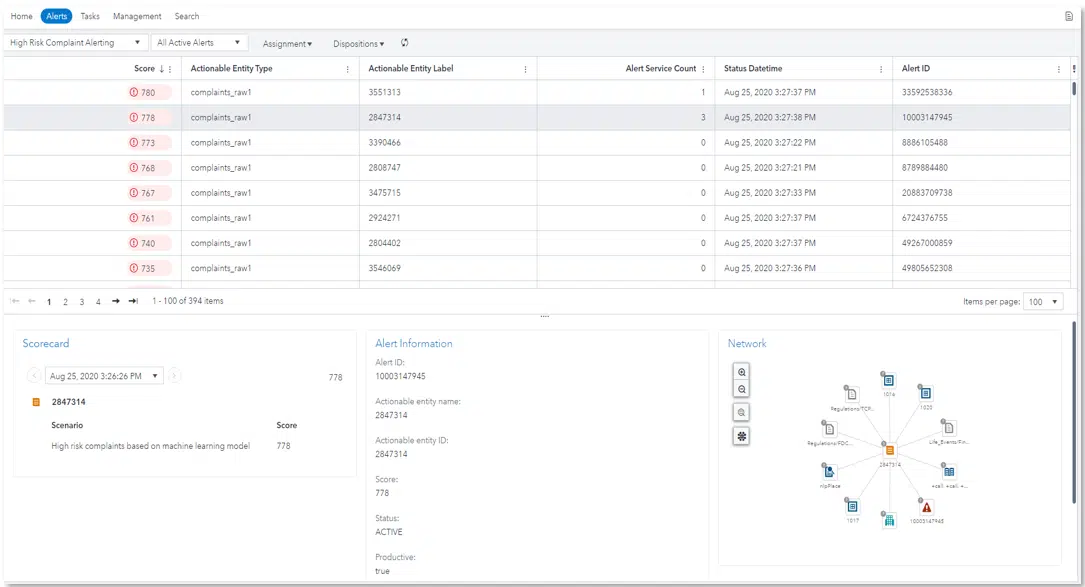 Home Alerts Tasks Management Search
High Risk Complaint Alerting All Active Alerts Assignment Dispositions
Score Actionable Entity Type Actionable Entity Label Alert Service Count Status Datetime Alert ID
780 complaints_raw1 3551313 1 Aug 25, 2020 3:27:37 PM 33592538336
778 complaints_raw1 2847314 3 Aug 25, 2020 3:27:38 PM 10003147945
773 complaints_raw1 3390466 0 Aug 25, 2020 3:27:22 PM 8886105488
768 complaints_raw1 2808747 0 Aug 25, 2020 3:27:21 PM 8789884480
767 complaints_raw1 3475715 0 Aug 25, 2020 3:27:33 PM 20883709738
761 complaints_raw1 2924271 0 Aug 25, 2020 3:27:37 PM 6724376755
740 complaints_raw1 2804402 0 Aug 25, 2020 3:27:37 PM 49267000859
735 complaints_raw1 3546069 0 Aug 25, 2020 3:27:36 PM 49805652308
1 2 3 4 1 - 100 of 394 items Items per page: 100
Scorecard
Aug 25, 2020 3:26:26 PM 778
2847314
Scenario Score
High risk complaints based on machine learning model 778
Alert Information
Alert ID:
10003147945
Actionable entity name:
2847314
Actionable entity ID:
2847314
Score:
778
Status:
ACTIVE
Productive:
true
Network
1016
1020
Regulations/TCP...
Life_Events/Fin...
Regulations/FDC...
2847314
nlpPlace
+call, +call, +...
1017
10003147945